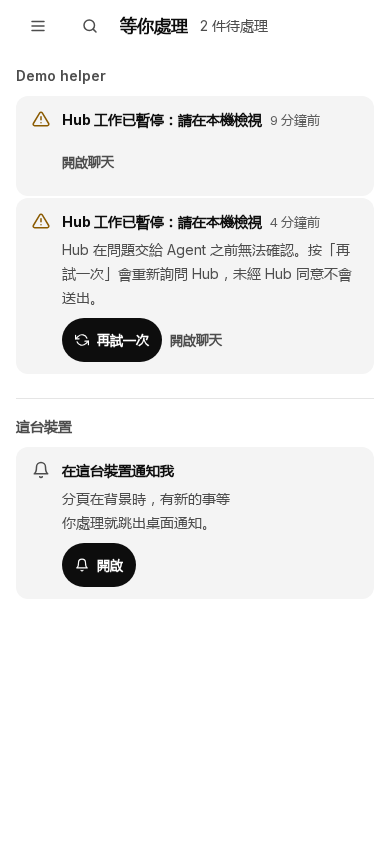 等你處理 2 件待處理
Demo helper
Hub 工作已暫停：請在本機檢視 9 分鐘前
開啟聊天
Hub 工作已暫停：請在本機檢視 4 分鐘前
Hub 在問題交給 Agent 之前無法確認。按「再
試一次」會重新詢問 Hub，未經 Hub 同意不會
送出。
再試一次 開啟聊天
這台裝置
在這台裝置通知我
分頁在背景時，有新的事等
你處理就跳出桌面通知。
開啟